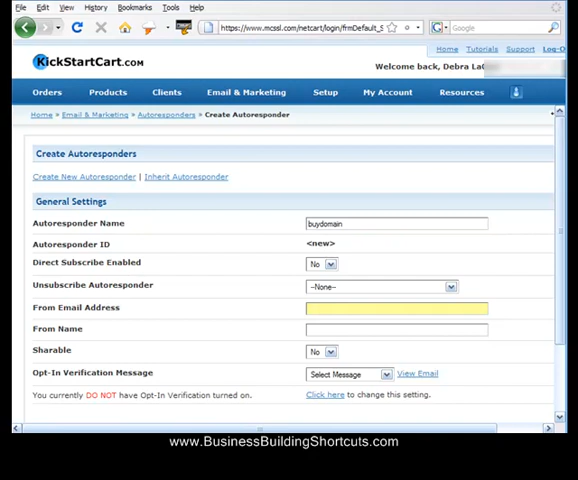 File Edit View History Bookmarks Tools Help
https://www.mcssl.com/netcart/login/frmDefault_S
Google
Home Tutorials Support Log-O
KickStartCart.com
Welcome back, Debra
Orders Products Clients Email & Marketing Setup My Account Resources
Home » Email & Marketing » Autoresponders » Create Autoresponder
Create Autoresponders
Create New Autoresponder | Inherit Autoresponder
General Settings
Autoresponder Name buydomain
Autoresponder ID <new>
Direct Subscribe Enabled No
Unsubscribe Autoresponder --None--
From Email Address
From Name
Sharable No
Opt-In Verification Message Select Message View Email
You currently DO NOT have Opt-In Verification turned on. Click here to change this setting.
www.BusinessBuildingShortcuts.com